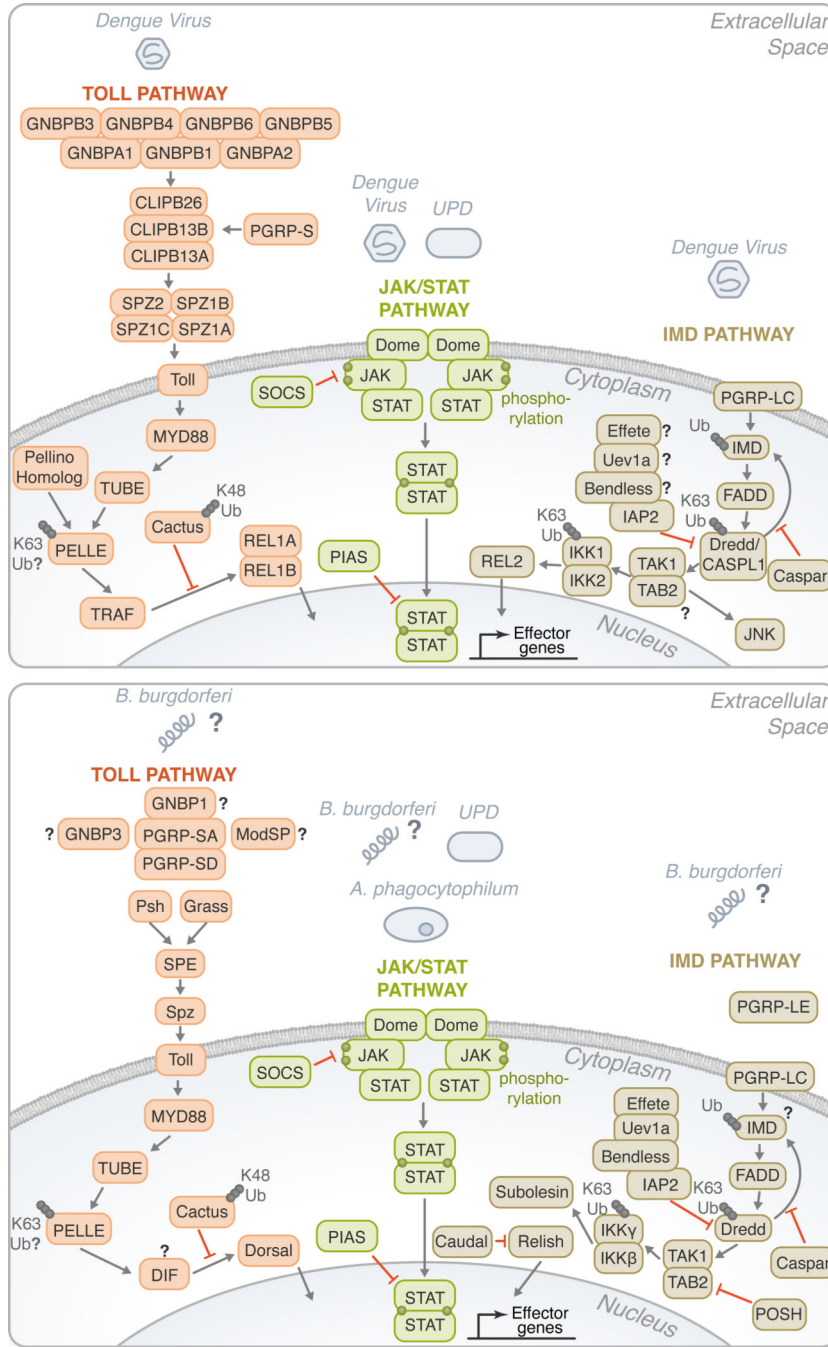 Dengue Virus
Extracellular
Space
TOLL PATHWAY
GNBPB3 GNBPB4 GNBPB6 GNBPB5
GNBPA1 GNBPB1 GNBPA2
CLIPB26
CLIPB13B
PGRP-S
CLIPB13A
SPZ2 SPZ1B
SPZ1C SPZ1A
Dengue
Virus
UPD
JAK/STAT
PATHWAY
Dengue Virus
IMD PATHWAY
Toll
MYD88
Pellino
Homolog
TUBE
K63
Ub?
PELLE
Cactus
K48
Ub
TRAF
REL1A
REL1B
Dome Dome
JAK JAK
STAT STAT
SOCS
phospho-
rylation
STAT
STAT
PIAS
STAT
STAT
Cytoplasm
PGRP-LC
Ub
IMD
FADD
K63
Ub
Dredd/
CASPL1
Caspar
Effete ?
Uev1a ?
Bendless ?
IAP2
K63
Ub
IKK1
IKK2
TAK1
TAB2
?
JNK
REL2
Effector
genes
Nucleus
B. burgdorferi
?
Extracellular
Space
TOLL PATHWAY
GNBP1 ?
? GNBP3 PGRP-SA ModSP ?
PGRP-SD
Psh Grass
SPE
Spz
Toll
B. burgdorferi
?
UPD
A. phagocytophilum
JAK/STAT
PATHWAY
B. burgdorferi
?
IMD PATHWAY
PGRP-LE
MYD88
TUBE
K63
Ub?
PELLE
Cactus
K48
Ub
?
DIF
Dorsal
Dome Dome
JAK JAK
STAT STAT
SOCS
phospho-
rylation
STAT
STAT
PIAS
STAT
STAT
Cytoplasm
PGRP-LC
Ub
IMD
?
FADD
K63
Ub
Dredd
Caspar
Effete
Uev1a
Bendless
IAP2
Subolesin
K63
Ub
IKKγ
IKKβ
TAK1
TAB2
POSH
Caudal
Relish
Effector
genes
Nucleus